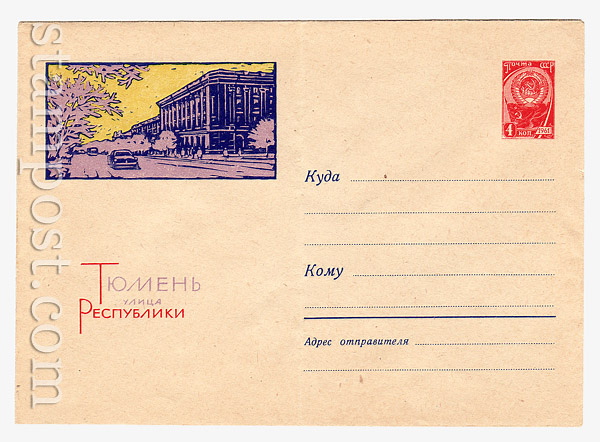 stampost.com
ПОЧТА СССР
4 КОП. 1961
Куда
Кому
Тюмень
улица
Республики
Адрес отправителя